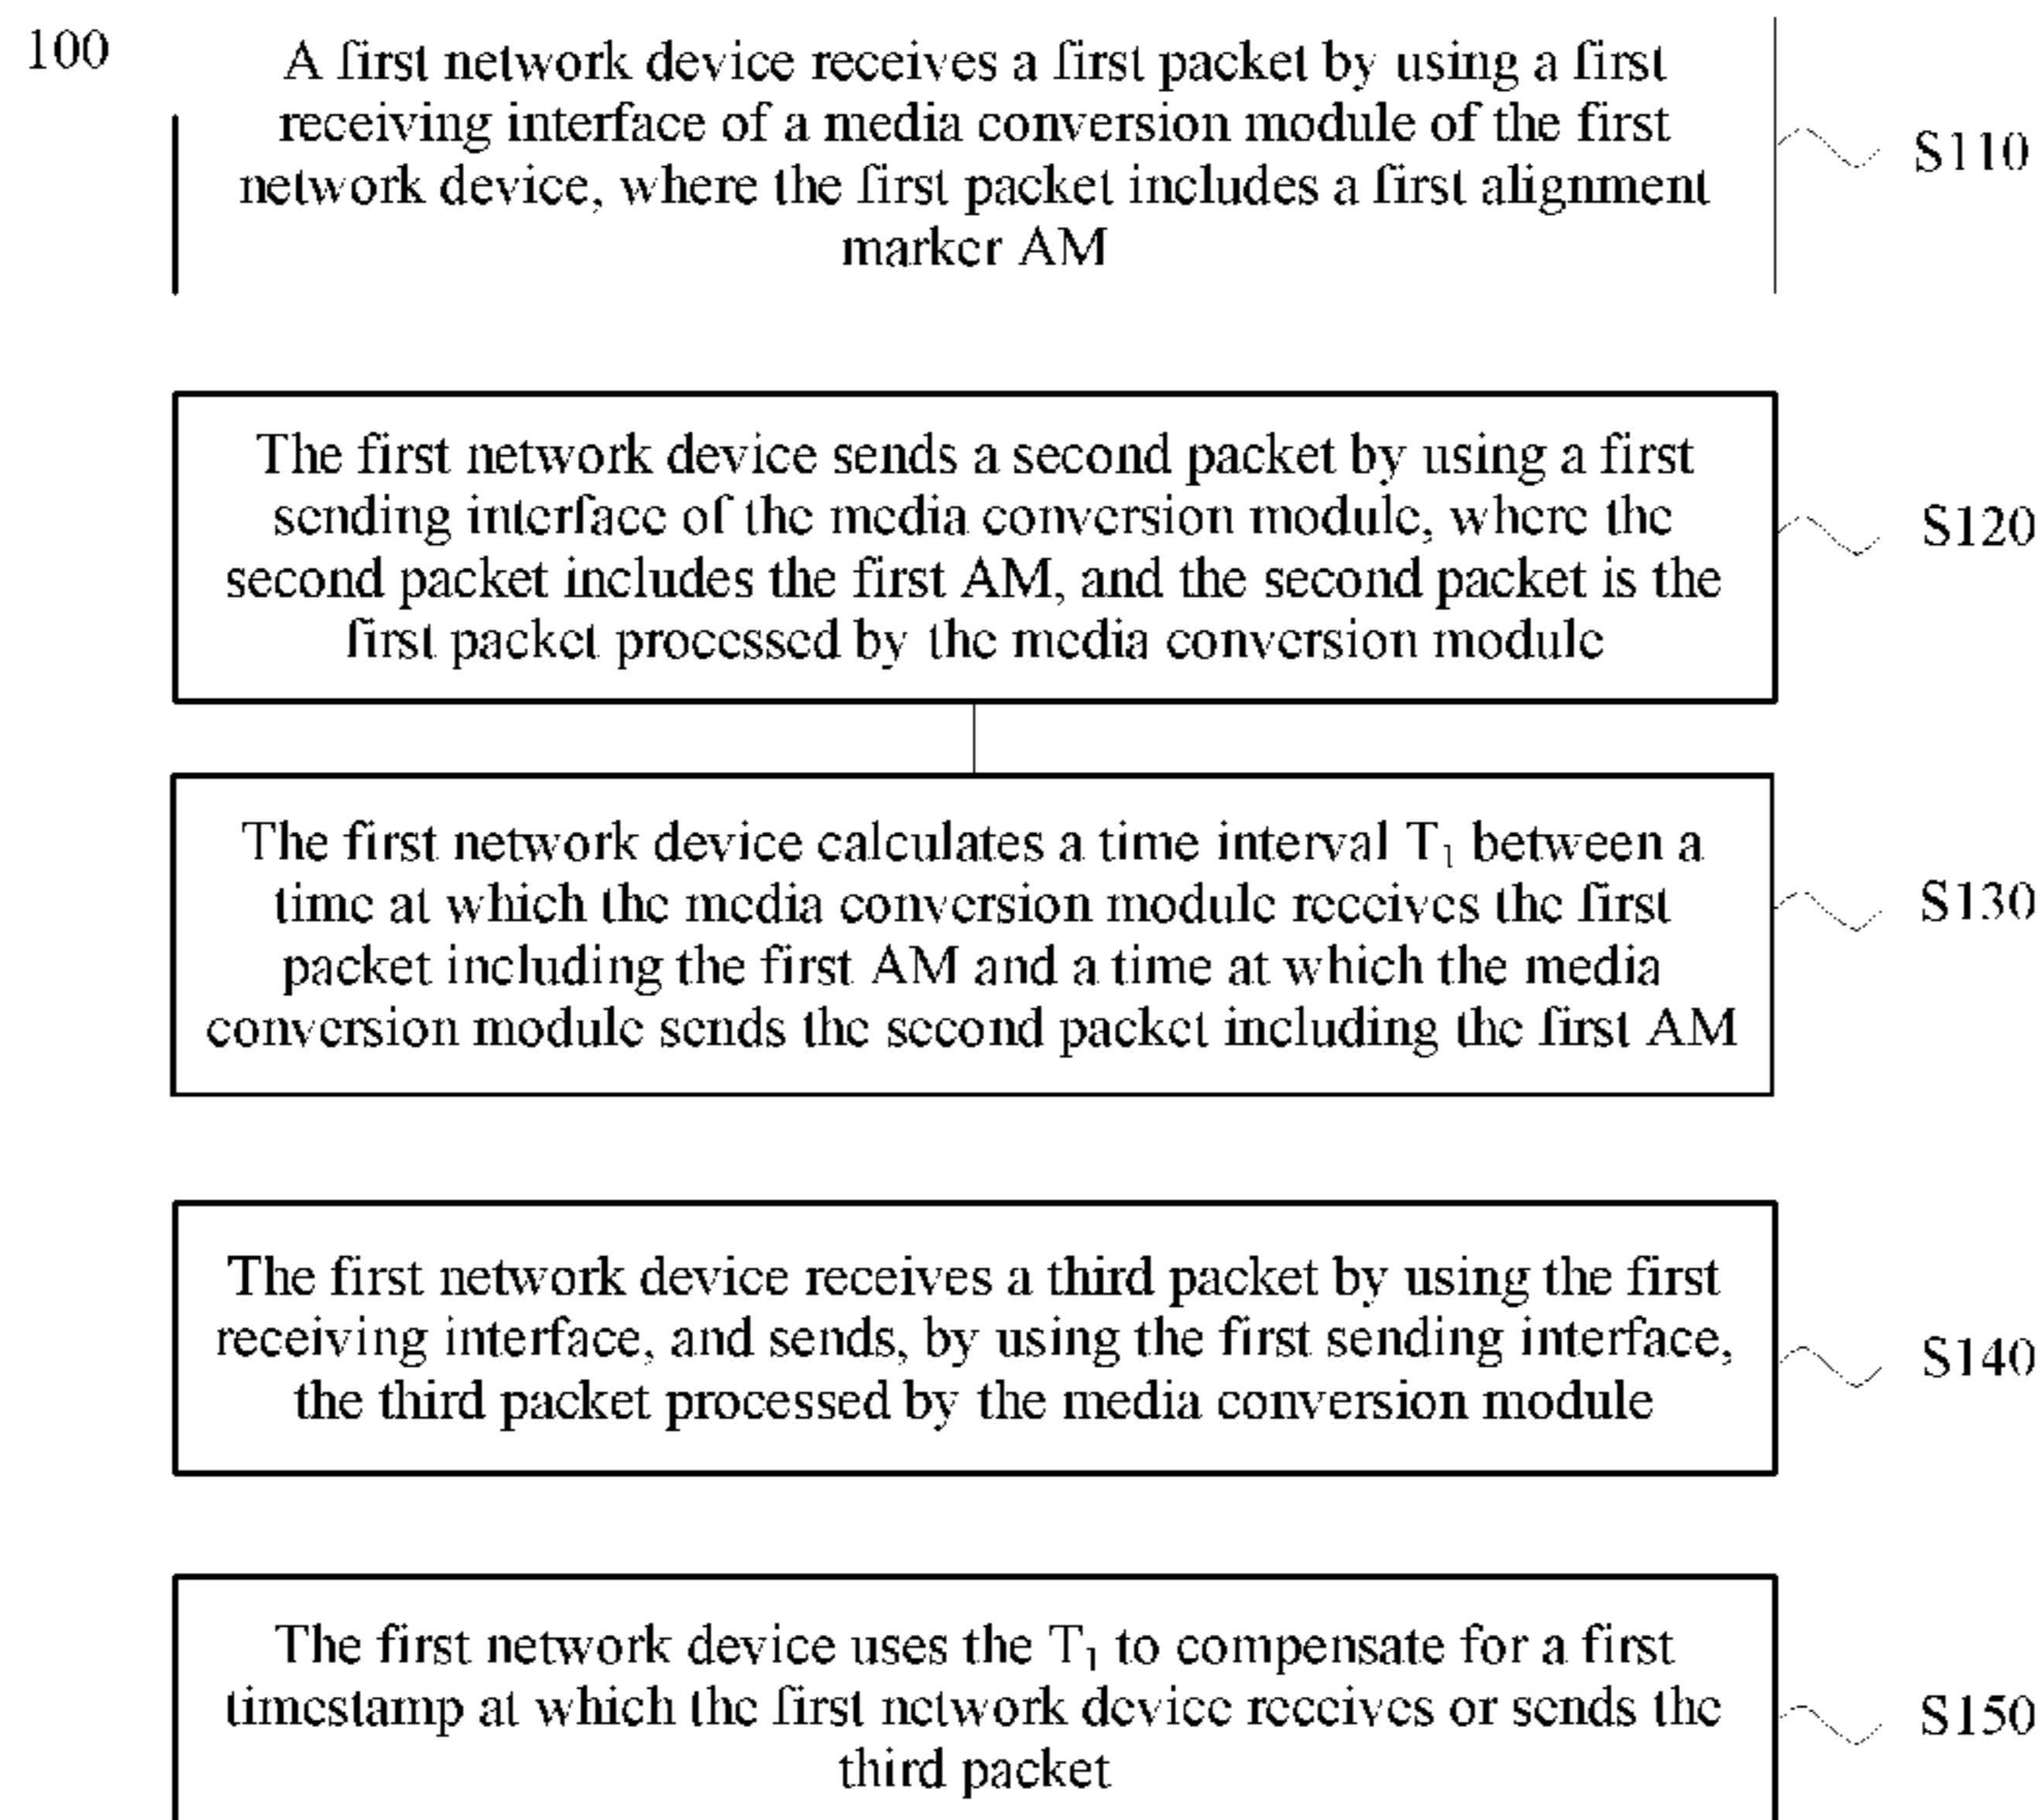 100
A first network device receives a first packet by using a first
receiving interface of a media conversion module of the first
network device, where the first packet includes a first alignment
marker AM
S110
The first network device sends a second packet by using a first
sending interface of the media conversion module, where the
second packet includes the first AM, and the second packet is the
first packet processed by the media conversion module
S120
The first network device calculates a time interval T₁ between a
time at which the media conversion module receives the first
packet including the first AM and a time at which the media
conversion module sends the second packet including the first AM
S130
The first network device receives a third packet by using the first
receiving interface, and sends, by using the first sending interface,
the third packet processed by the media conversion module
S140
The first network device uses the T₁ to compensate for a first
timestamp at which the first network device receives or sends the
third packet
S150